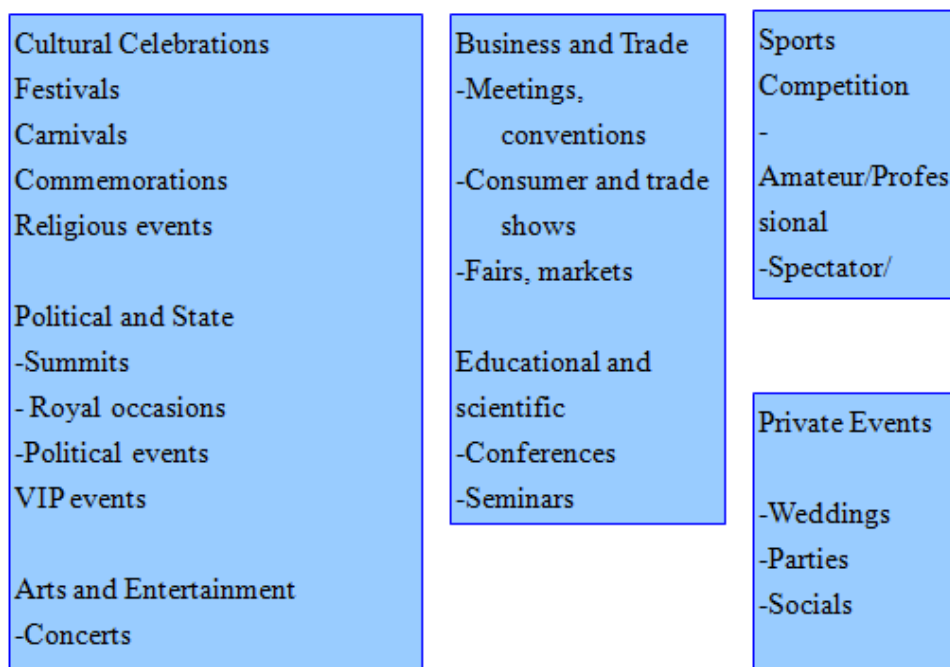 Cultural Celebrations
Festivals
Carnivals
Commemorations
Religious events
Political and State
-Summits
- Royal occasions
-Political events
VIP events
Arts and Entertainment
-Concerts
Business and Trade
-Meetings,
conventions
-Consumer and trade
shows
-Fairs, markets
Educational and
scientific
-Conferences
-Seminars
Sports
Competition
-
Amateur/Profes
sional
-Spectator/
Private Events
-Weddings
-Parties
-Socials